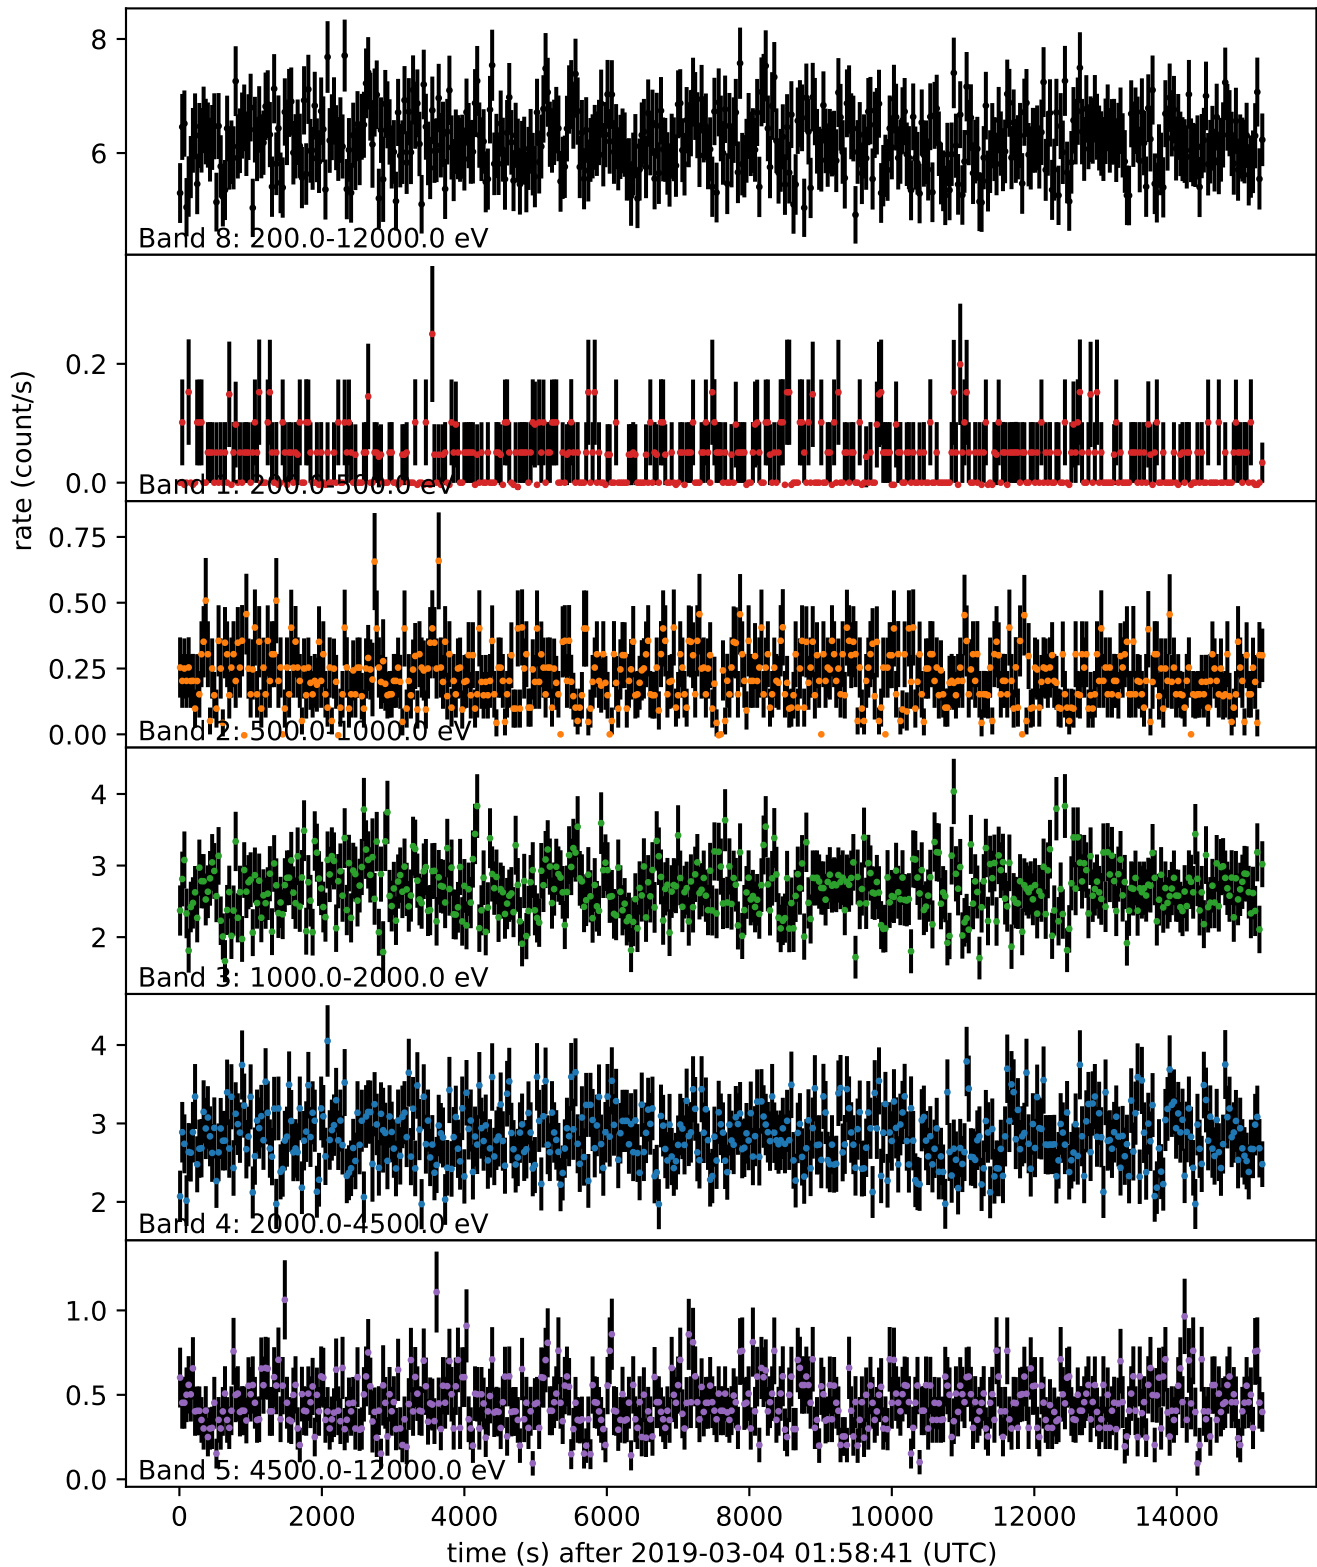 8
6
Band 8: 200.0-12000.0 eV
0.2
0.0
Band 1: 200.0-500.0 eV
rate (count/s)
0.75
0.50
0.25
0.00
Band 2: 500.0-1000.0 eV
4
3
2
Band 3: 1000.0-2000.0 eV
4
3
2
Band 4: 2000.0-4500.0 eV
1.0
0.5
0.0
Band 5: 4500.0-12000.0 eV
0 2000 4000 6000 8000 10000 12000 14000
time (s) after 2019-03-04 01:58:41 (UTC)